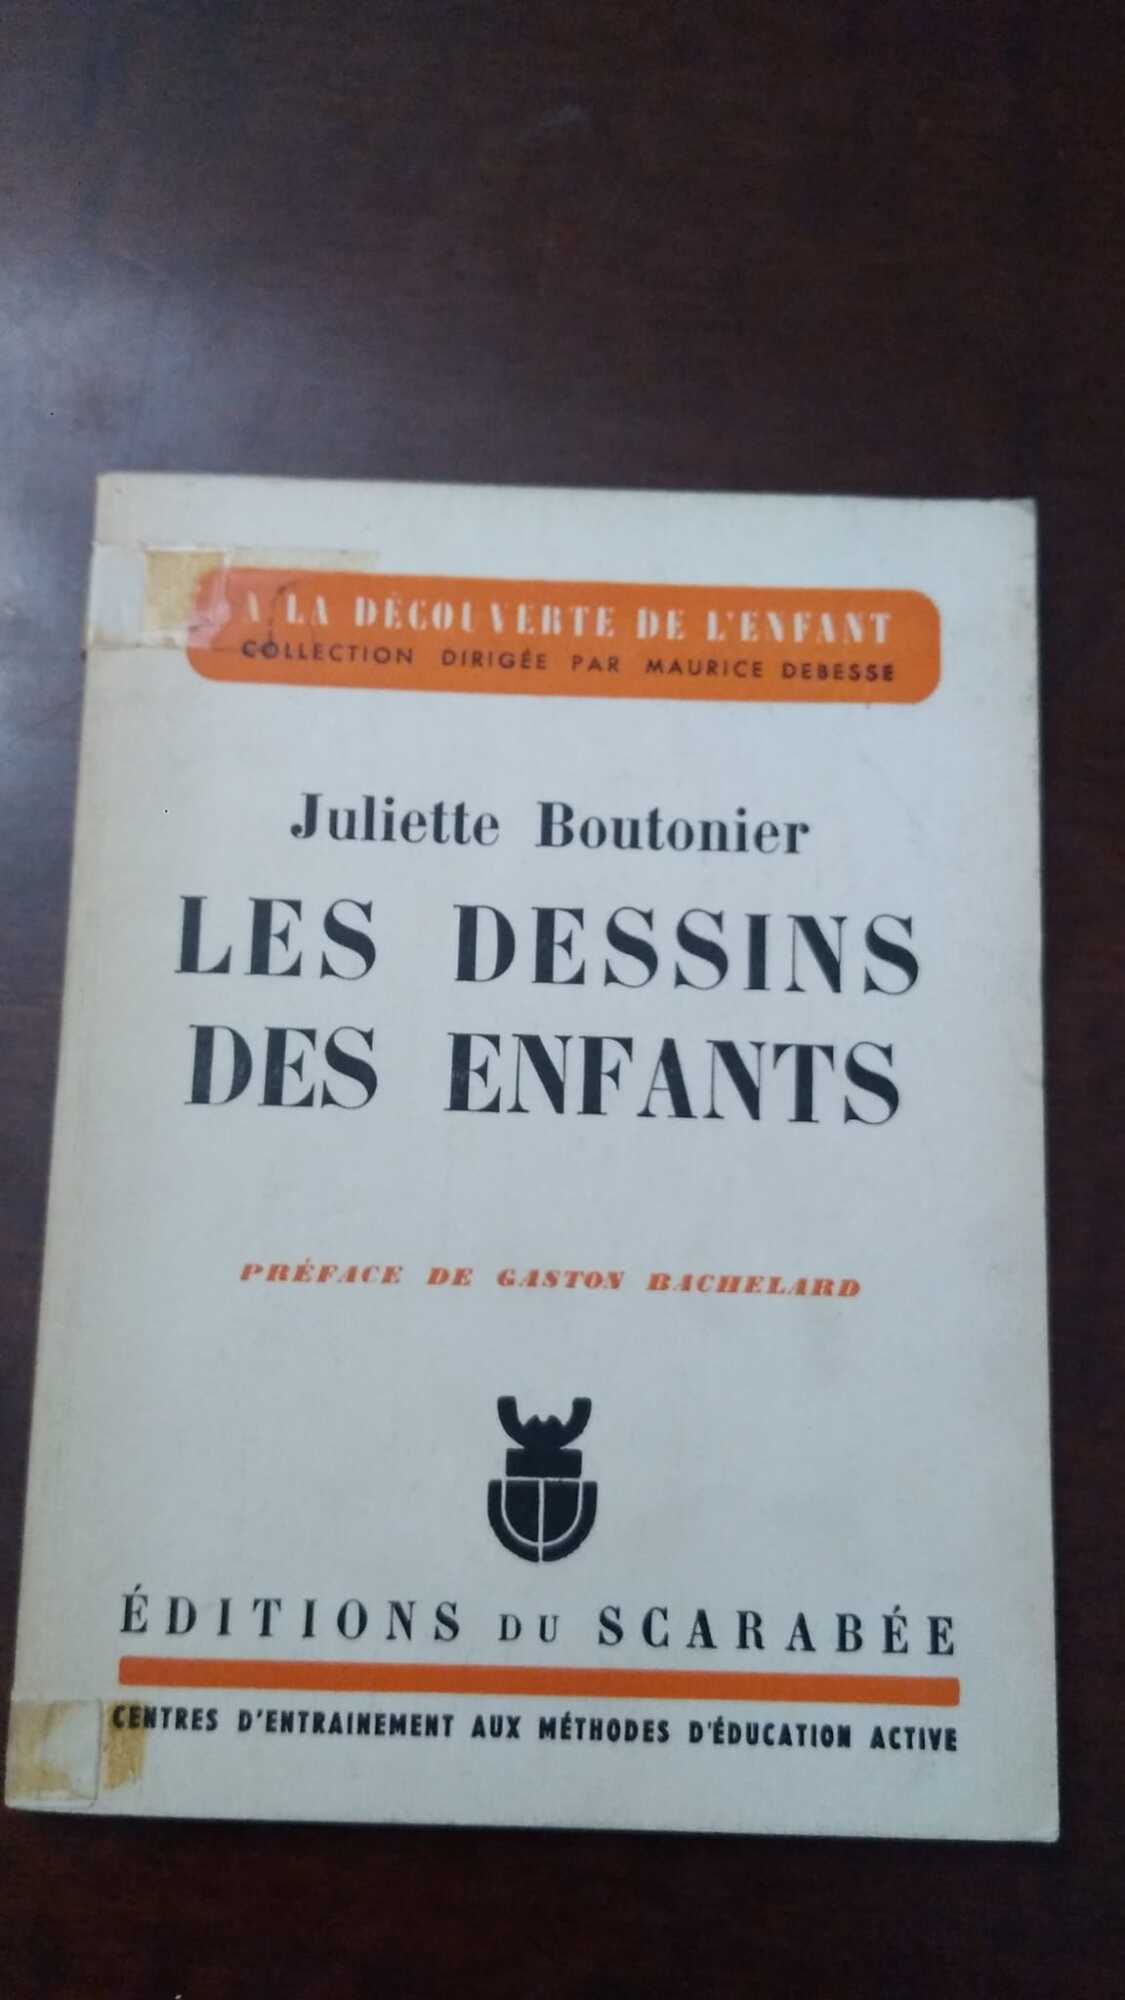 A LA DÉCOUVERTE DE L'ENFANT
COLLECTION DIRIGÉE PAR MAURICE DEBESSE
Juliette Boutonier
LES DESSINS
DES ENFANTS
PRÉFACE DE GASTON BACHELARD
ÉDITIONS DU SCARABÉE
CENTRES D'ENTRAINEMENT AUX MÉTHODES D'ÉDUCATION ACTIVE